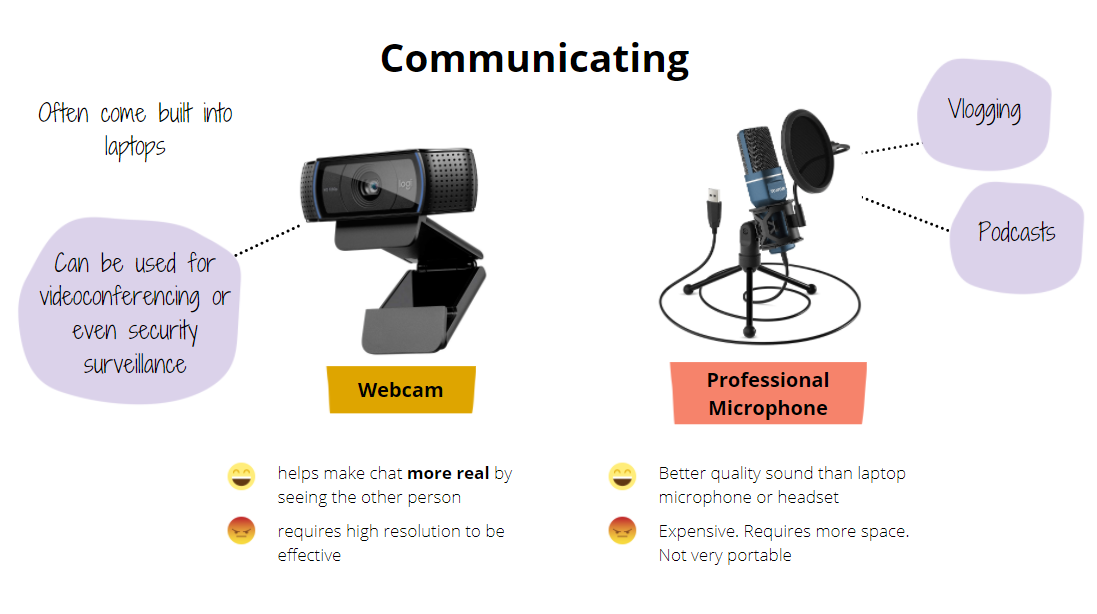 Communicating
Often come built into
laptops
Can be used for
videoconferencing or
even security
surveillance
logi
Vlogging
Podcasts
Webcam
Professional
Microphone
helps make chat more real by
seeing the other person
requires high resolution to be
effective
Better quality sound than laptop
microphone or headset
Expensive. Requires more space.
Not very portable